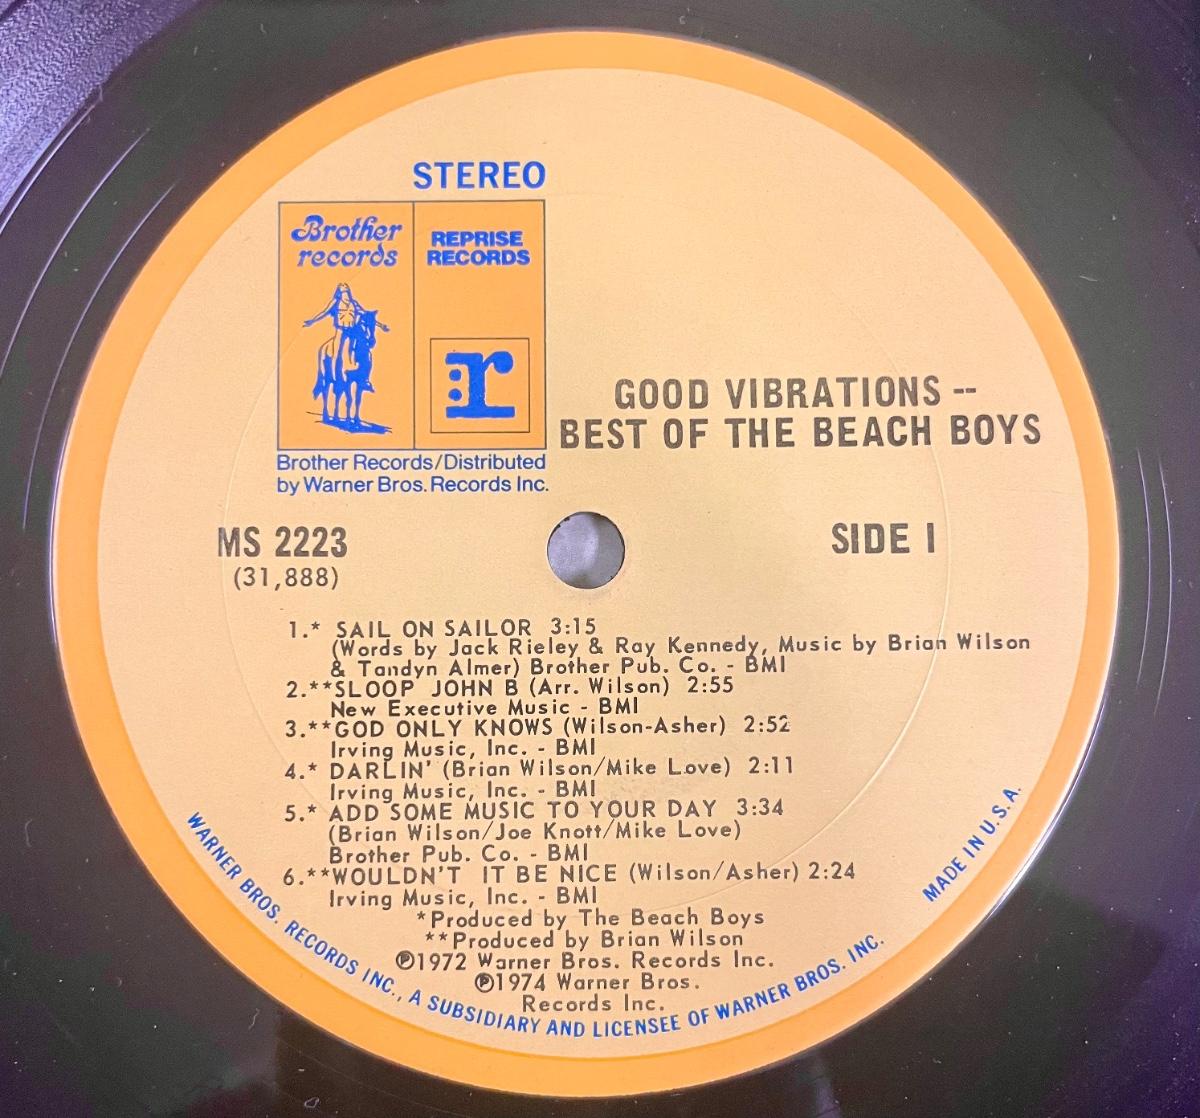 STEREO
Brother
records
REPRISE
RECORDS
:r
Brother Records/Distributed
by Warner Bros. Records Inc.
GOOD VIBRATIONS --
BEST OF THE BEACH BOYS
MS 2223
(31,888)
SIDE 1
1.* SAIL ON SAILOR 3:15
(Words by Jack Rieley & Ray Kennedy, Music by Brian Wilson
& Tandyn Almer) Brother Pub. Co. - BMI
2.**SLOOP JOHN B (Arr. Wilson) 2:55
New Executive Music - BMI
3.**GOD ONLY KNOWS (Wilson-Asher) 2:52
Irving Music, Inc. - BMI
4.* DARLIN' (Brian Wilson/Mike Love) 2:11
Irving Music, Inc. - BMI
5.* ADD SOME MUSIC TO YOUR DAY 3:34
(Brian Wilson/Joe Knott/Mike Love)
Brother Pub. Co. - BMI
6.**WOULDN'T IT BE NICE (Wilson/Asher) 2:24
Irving Music, Inc. - BMI
*Produced by The Beach Boys
**Produced by Brian Wilson
℗1972 Warner Bros. Records Inc.
℗1974 Warner Bros.
Records Inc.
WARNER BROS. RECORDS INC., A SUBSIDIARY AND LICENSEE OF WARNER BROS. INC.
MADE IN U.S.A.